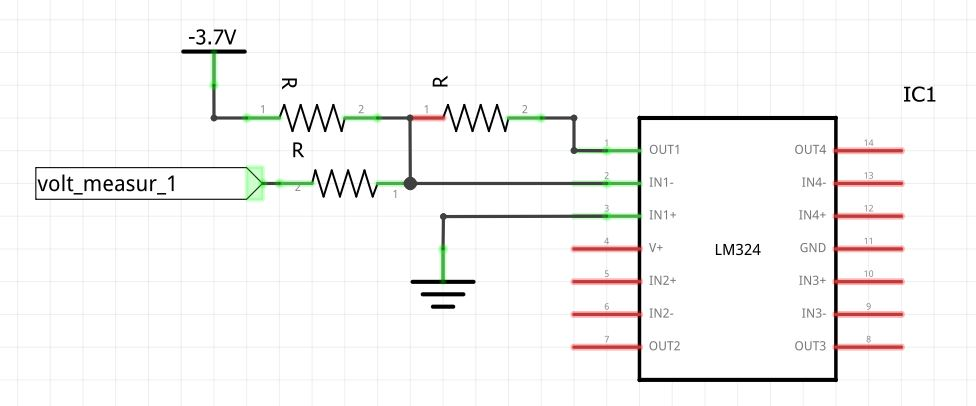 -3.7V
R
R
IC1
1
2
1
2
R
volt_measur_1
2
1
1
OUT1
OUT4
14
2
IN1-
IN4-
13
3
IN1+
IN4+
12
4
V+
LM324
GND
11
5
IN2+
IN3+
10
6
IN2-
IN3-
9
7
OUT2
OUT3
8